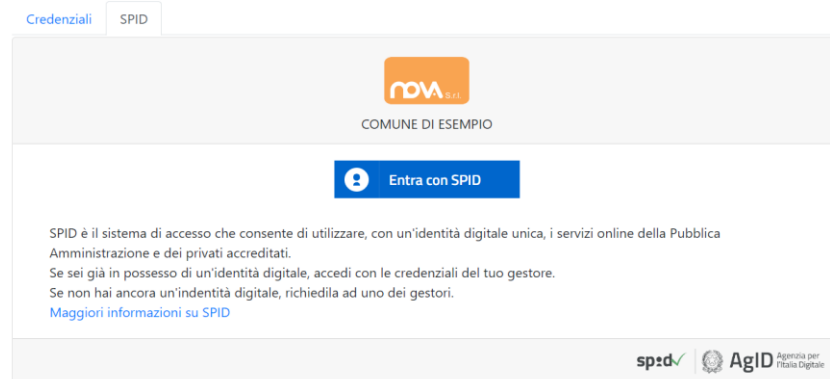 Credenziali SPID
nova S.r.l.
COMUNE DI ESEMPIO
Entra con SPID
SPID è il sistema di accesso che consente di utilizzare, con un'identità digitale unica, i servizi online della Pubblica
Amministrazione e dei privati accreditati.
Se sei già in possesso di un'identità digitale, accedi con le credenziali del tuo gestore.
Se non hai ancora un'indentità digitale, richiedila ad uno dei gestori.
Maggiori informazioni su SPID
spid AgID Agenzia per
l'Italia Digitale